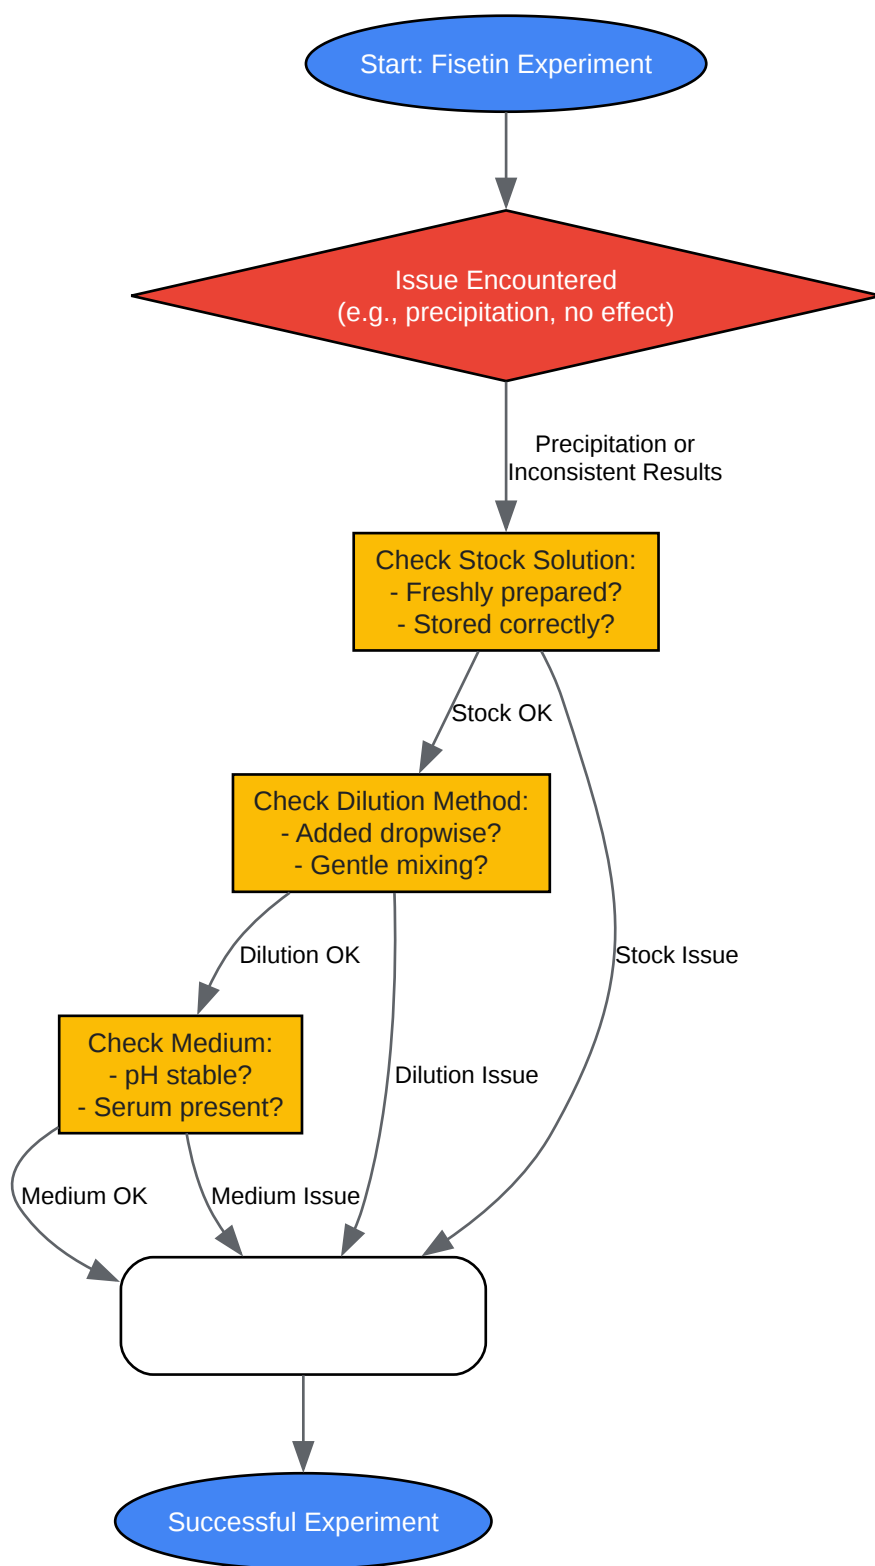 Start: Fisetin Experiment
Issue Encountered
(e.g., precipitation, no effect)
Precipitation or
Inconsistent Results
Check Stock Solution:
- Freshly prepared?
- Stored correctly?
Stock OK
Check Dilution Method:
- Added dropwise?
- Gentle mixing?
Dilution OK
Stock Issue
Check Medium:
- pH stable?
- Serum present?
Dilution Issue
Medium OK
Medium Issue
Successful Experiment